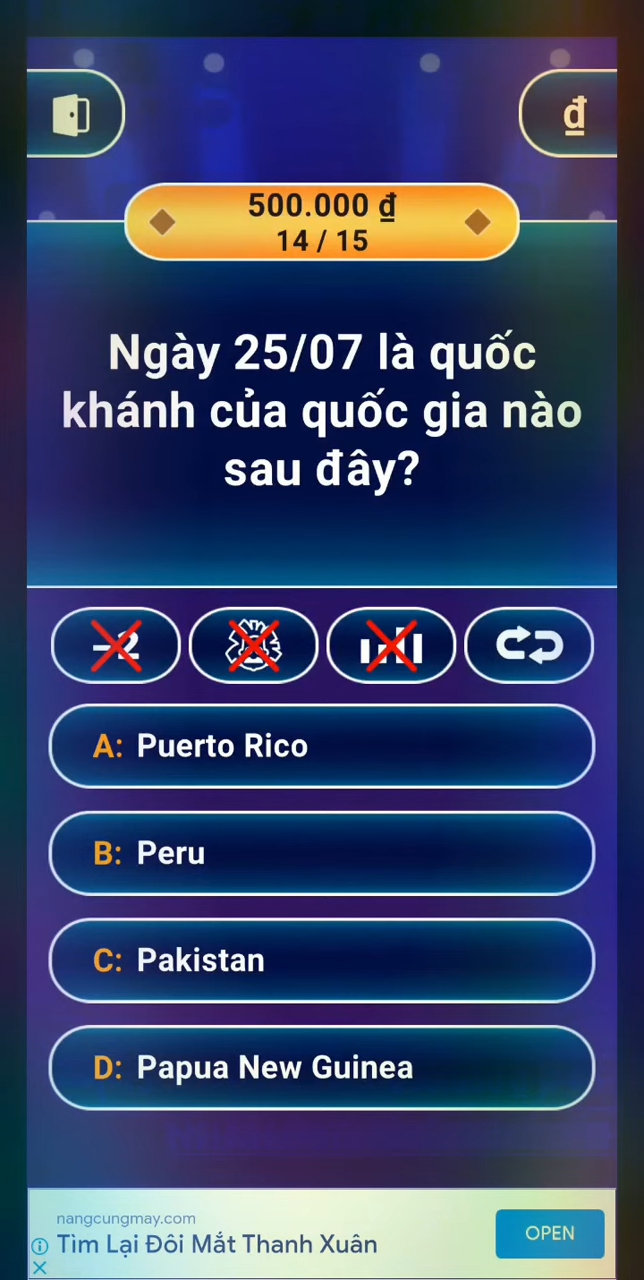 đ
500.000 đ
14 / 15
Ngày 25/07 là quốc
khánh của quốc gia nào
sau đây?
-2
A: Puerto Rico
B: Peru
C: Pakistan
D: Papua New Guinea
nangcungmay.com
Tìm Lại Đôi Mắt Thanh Xuân
OPEN